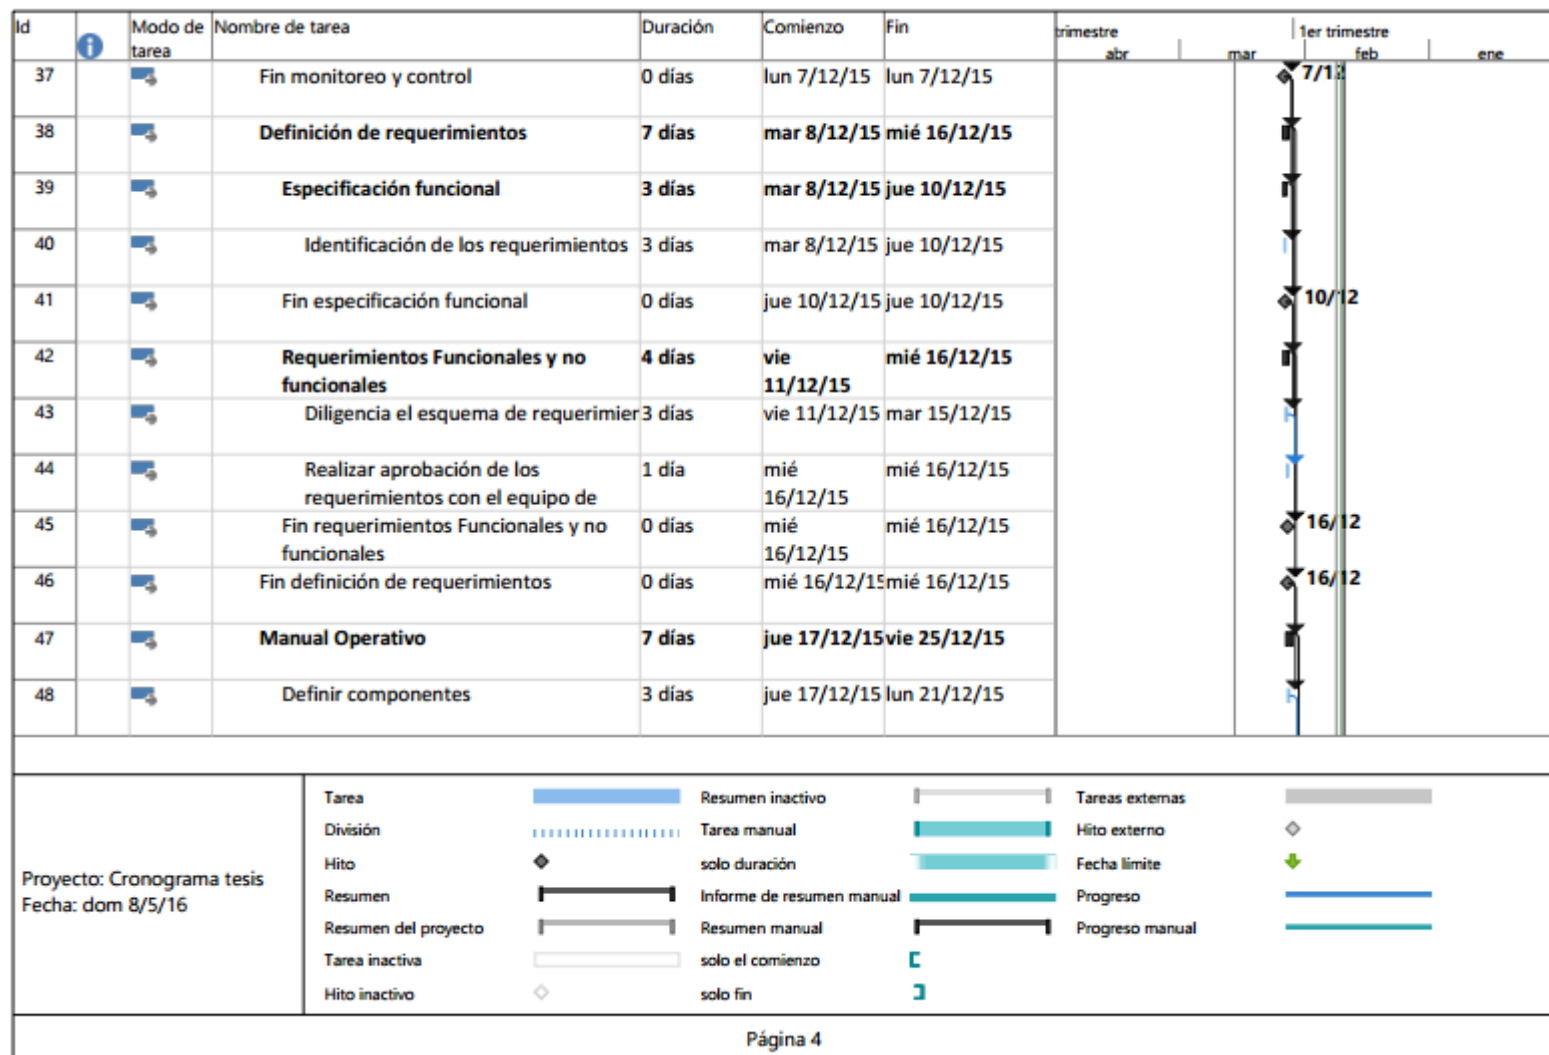 Id Modo de tarea Nombre de tarea Duración Comienzo Fin trimestre 1er trimestre
abr mar feb ene
37 Fin monitoreo y control 0 días lun 7/12/15 lun 7/12/15 7/12
38 Definición de requerimientos 7 días mar 8/12/15 mié 16/12/15
39 Especificación funcional 3 días mar 8/12/15 jue 10/12/15
40 Identificación de los requerimientos 3 días mar 8/12/15 jue 10/12/15
41 Fin especificación funcional 0 días jue 10/12/15 jue 10/12/15 10/12
42 Requerimientos Funcionales y no funcionales 4 días vie 11/12/15 mié 16/12/15
43 Diligencia el esquema de requerimier 3 días vie 11/12/15 mar 15/12/15
44 Realizar aprobación de los requerimientos con el equipo de 1 día mié 16/12/15 mié 16/12/15
45 Fin requerimientos Funcionales y no funcionales 0 días mié 16/12/15 mié 16/12/15 16/12
46 Fin definición de requerimientos 0 días mié 16/12/15 mié 16/12/15 16/12
47 Manual Operativo 7 días jue 17/12/15 vie 25/12/15
48 Definir componentes 3 días jue 17/12/15 lun 21/12/15
Proyecto: Cronograma tesis
Fecha: dom 8/5/16
Tarea Resumen inactivo Tareas externas
División Tarea manual Hito externo
Hito solo duración Fecha límite
Resumen Informe de resumen manual Progreso
Resumen del proyecto Resumen manual Progreso manual
Tarea inactiva solo el comienzo
Hito inactivo solo fin
Página 4